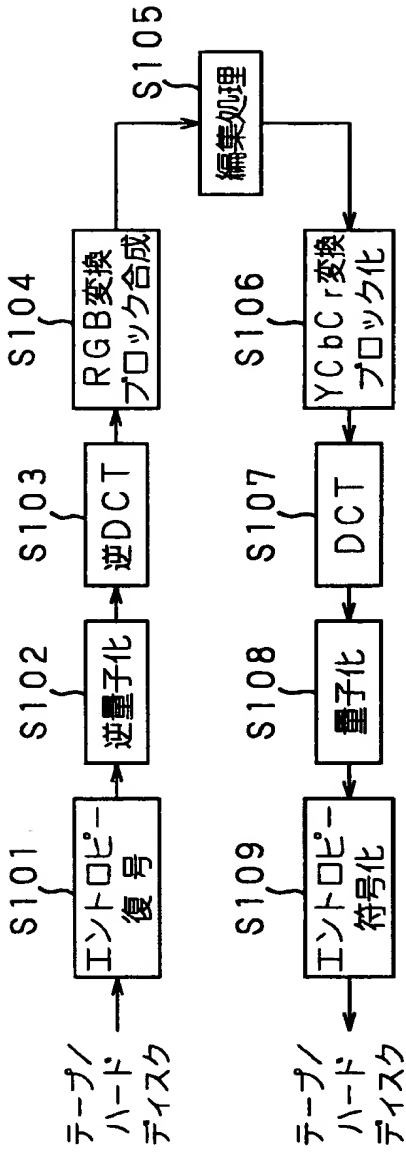 テープ/
ハード
ディスク
S101
エントロピー
復号
S102
逆量子化
S103
逆DCT
S104
RGB変換
ブロック合成
S105
編集処理
S106
YCbCr変換
ブロック化
S107
DCT
S108
量子化
S109
エントロピー
符号化
テープ/
ハード
ディスク